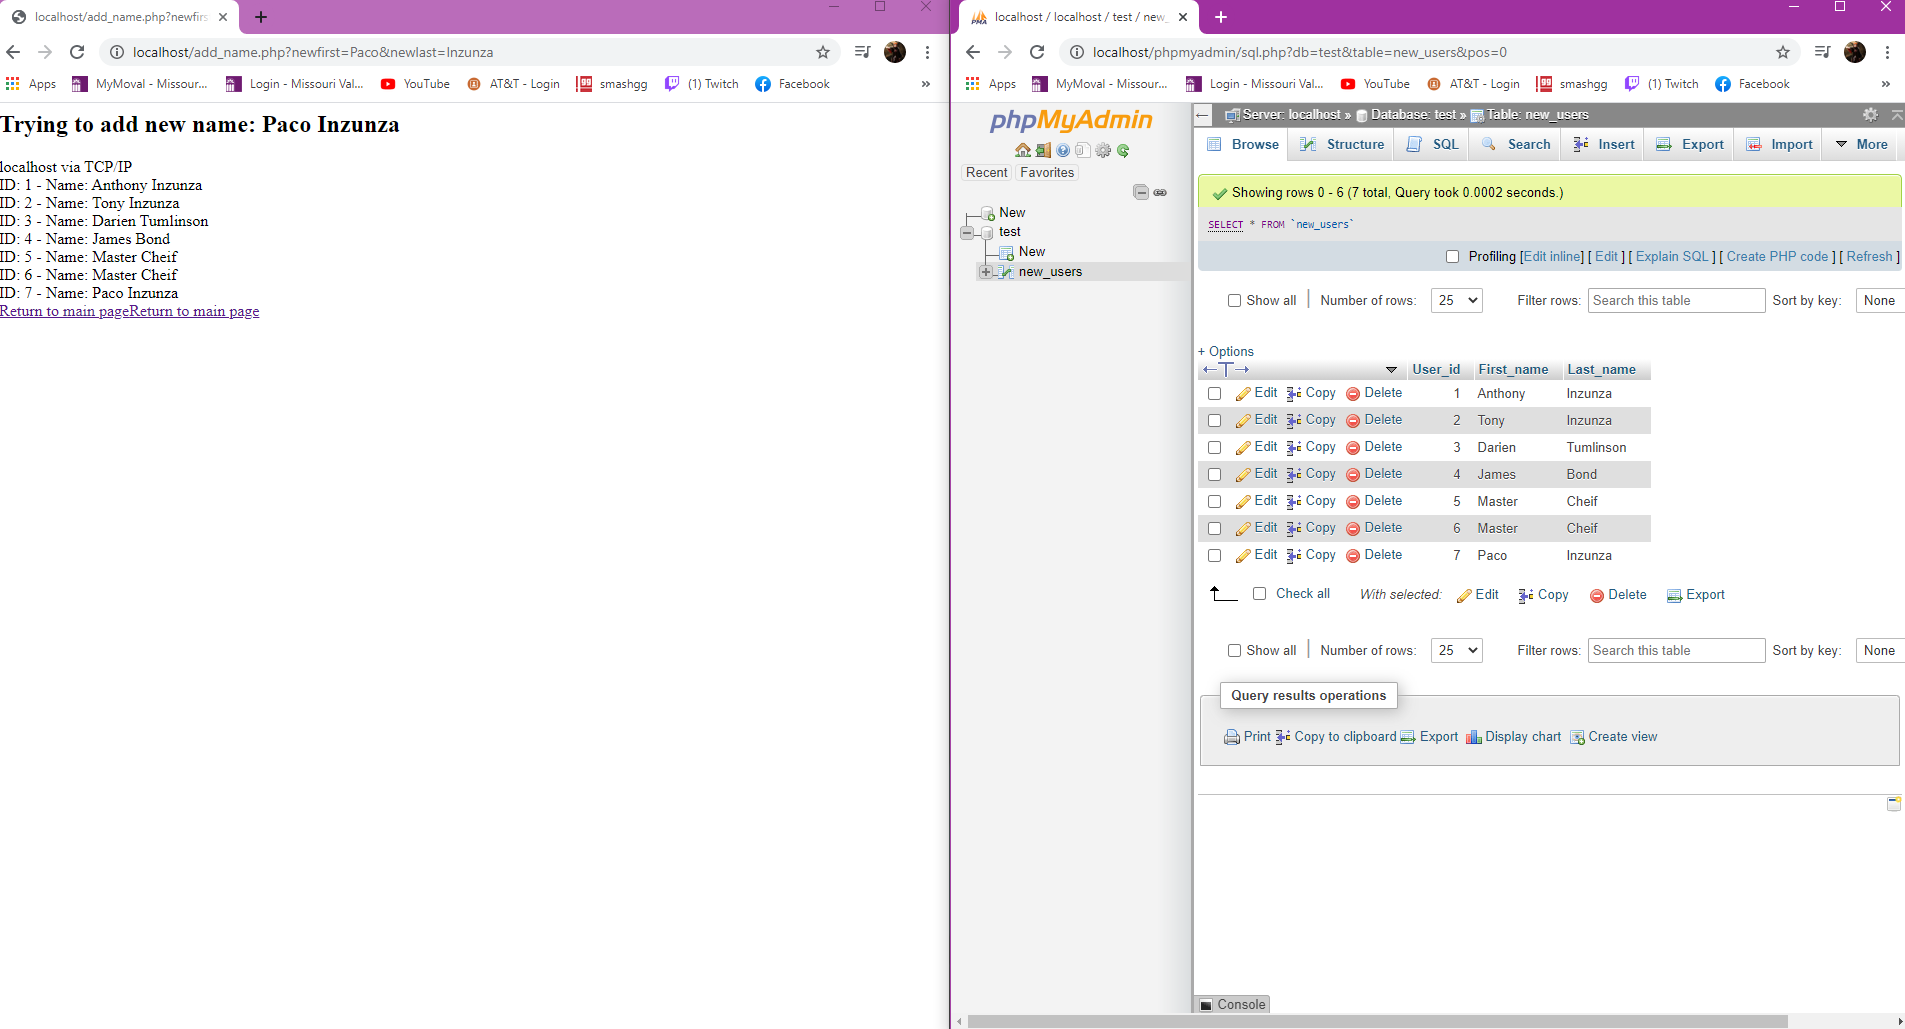 localhost/add_name.php?newfirs
localhost/add_name.php?newfirst=Paco&newlast=Inzunza
Apps MyMoval - Missour... Login - Missouri Val... YouTube AT&T - Login smashgg (1) Twitch Facebook »
Trying to add new name: Paco Inzunza
localhost via TCP/IP
ID: 1 - Name: Anthony Inzunza
ID: 2 - Name: Tony Inzunza
ID: 3 - Name: Darien Tumlinson
ID: 4 - Name: James Bond
ID: 5 - Name: Master Cheif
ID: 6 - Name: Master Cheif
ID: 7 - Name: Paco Inzunza
Return to main pageReturn to main page
localhost / localhost / test / new_
localhost/phpmyadmin/sql.php?db=test&table=new_users&pos=0
Apps MyMoval - Missour... Login - Missouri Val... YouTube AT&T - Login smashgg (1) Twitch Facebook »
phpMyAdmin
Recent Favorites
New
test
New
new_users
Server: localhost » Database: test » Table: new_users
Browse Structure SQL Search Insert Export Import More
Showing rows 0 - 6 (7 total, Query took 0.0002 seconds.)
SELECT * FROM `new_users`
Profiling [Edit inline] [ Edit ] [ Explain SQL ] [ Create PHP code ] [ Refresh ]
Show all Number of rows: 25 Filter rows: Search this table Sort by key: None
+ Options
User_id First_name Last_name
Edit Copy Delete 1 Anthony Inzunza
Edit Copy Delete 2 Tony Inzunza
Edit Copy Delete 3 Darien Tumlinson
Edit Copy Delete 4 James Bond
Edit Copy Delete 5 Master Cheif
Edit Copy Delete 6 Master Cheif
Edit Copy Delete 7 Paco Inzunza
Check all With selected: Edit Copy Delete Export
Show all Number of rows: 25 Filter rows: Search this table Sort by key: None
Query results operations
Print Copy to clipboard Export Display chart Create view
Console